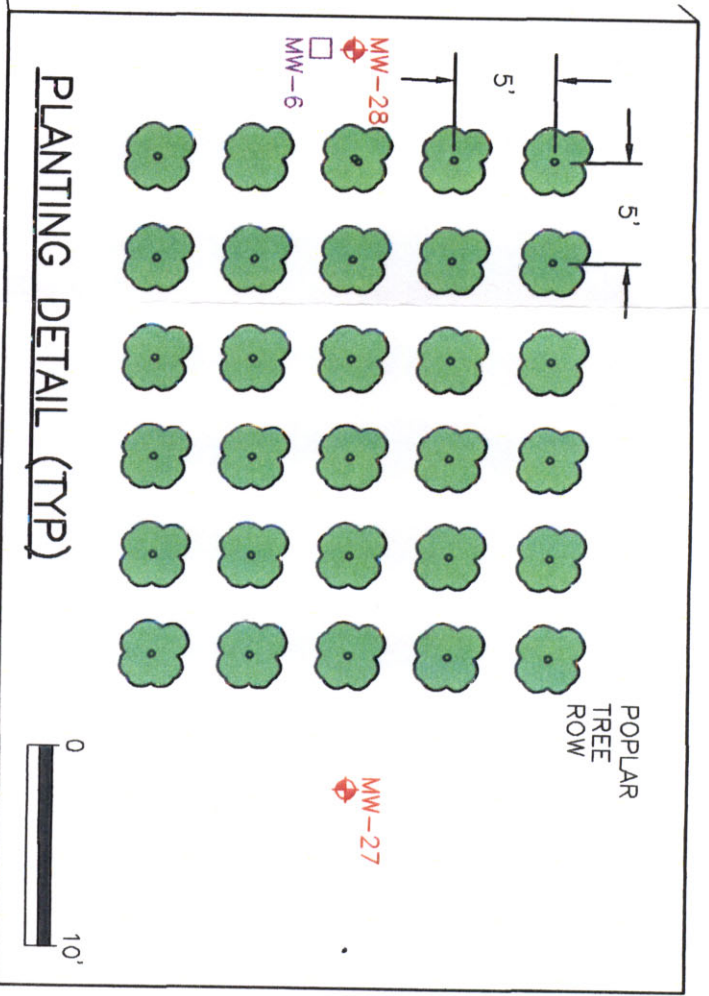 5'
5'
MW-28
MW-6
POPLAR
TREE
ROW
MW-27
PLANTING DETAIL (TYP)
0
10'